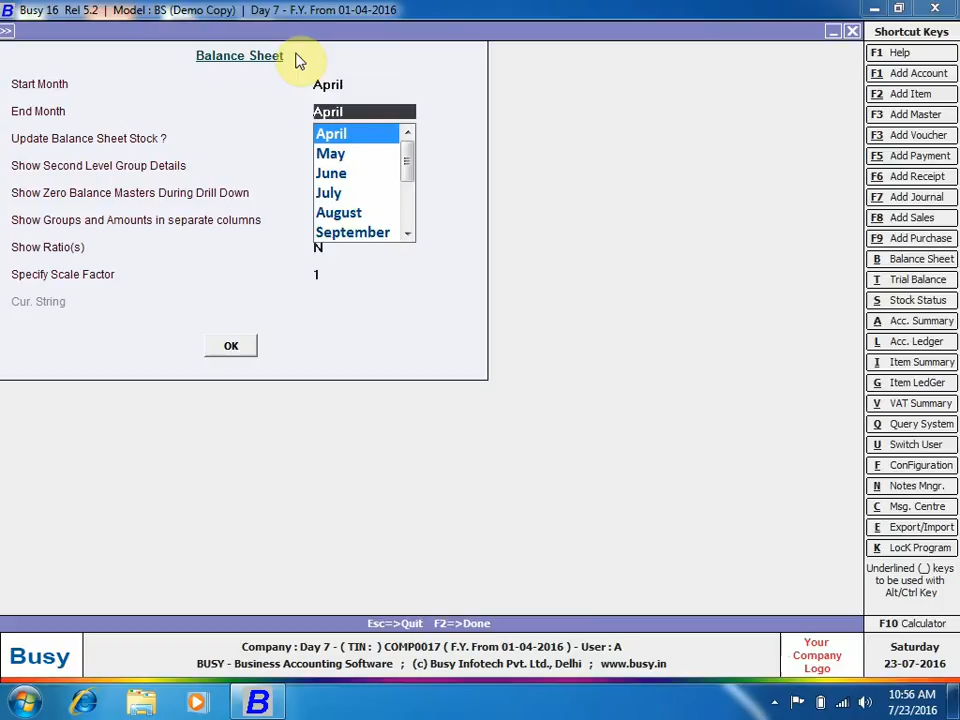 Busy 16 Rel 5.2 | Model : BS (Demo Copy) | Day 7 - F.Y. From 01-04-2016
>>
Balance Sheet
Start Month April
End Month April
Update Balance Sheet Stock ?
Show Second Level Group Details
Show Zero Balance Masters During Drill Down
Show Groups and Amounts in separate columns
Show Ratio(s) N
Specify Scale Factor 1
Cur. String
April
May
June
July
August
September
OK
Shortcut Keys
F1 Help
F1 Add Account
F2 Add Item
F3 Add Master
F3 Add Voucher
F5 Add Payment
F6 Add Receipt
F7 Add Journal
F8 Add Sales
F9 Add Purchase
B Balance Sheet
T Trial Balance
S Stock Status
A Acc. Summary
L Acc. Ledger
I Item Summary
G Item LedGer
V VAT Summary
Q Query System
U Switch User
F ConFiguration
N Notes Mngr.
C Msg. Centre
E Export/Import
K LocK Program
Underlined (_) keys
to be used with
Alt/Ctrl Key
F10 Calculator
Esc=>Quit F2=>Done
Busy
Company : Day 7 - ( TIN : ) COMP0017 ( F.Y. From 01-04-2016 ) - User : A
BUSY - Business Accounting Software ; (c) Busy Infotech Pvt. Ltd., Delhi ; www.busy.in
Your
Company
Logo
Saturday
23-07-2016
10:56 AM
7/23/2016